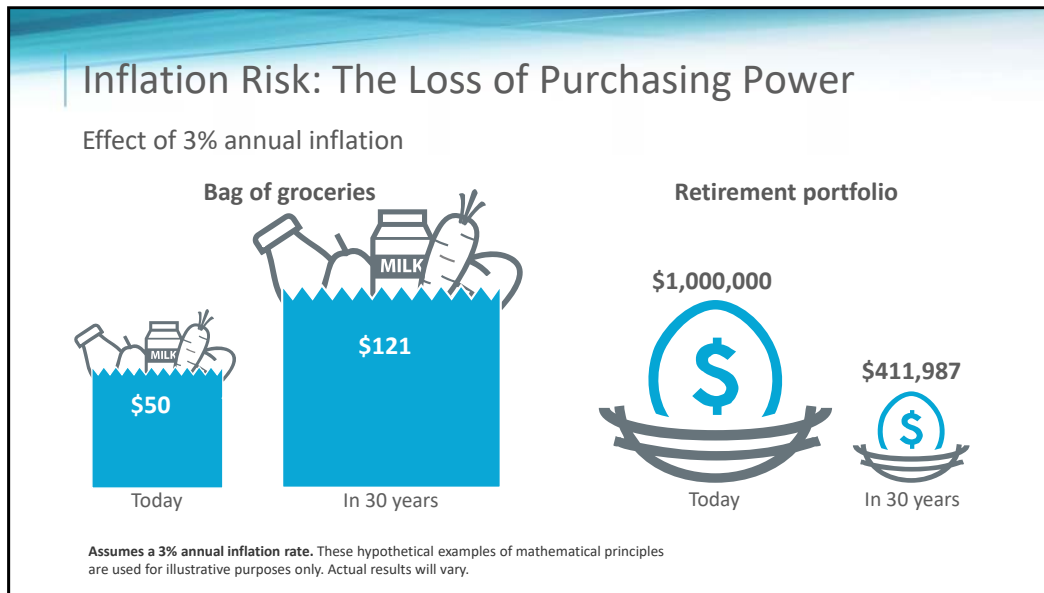 Inflation Risk: The Loss of Purchasing Power
Effect of 3% annual inflation
Bag of groceries
MILK
$50
Today
MILK
$121
In 30 years
Retirement portfolio
$1,000,000
$
Today
$411,987
$
In 30 years
Assumes a 3% annual inflation rate. These hypothetical examples of mathematical principles
are used for illustrative purposes only. Actual results will vary.